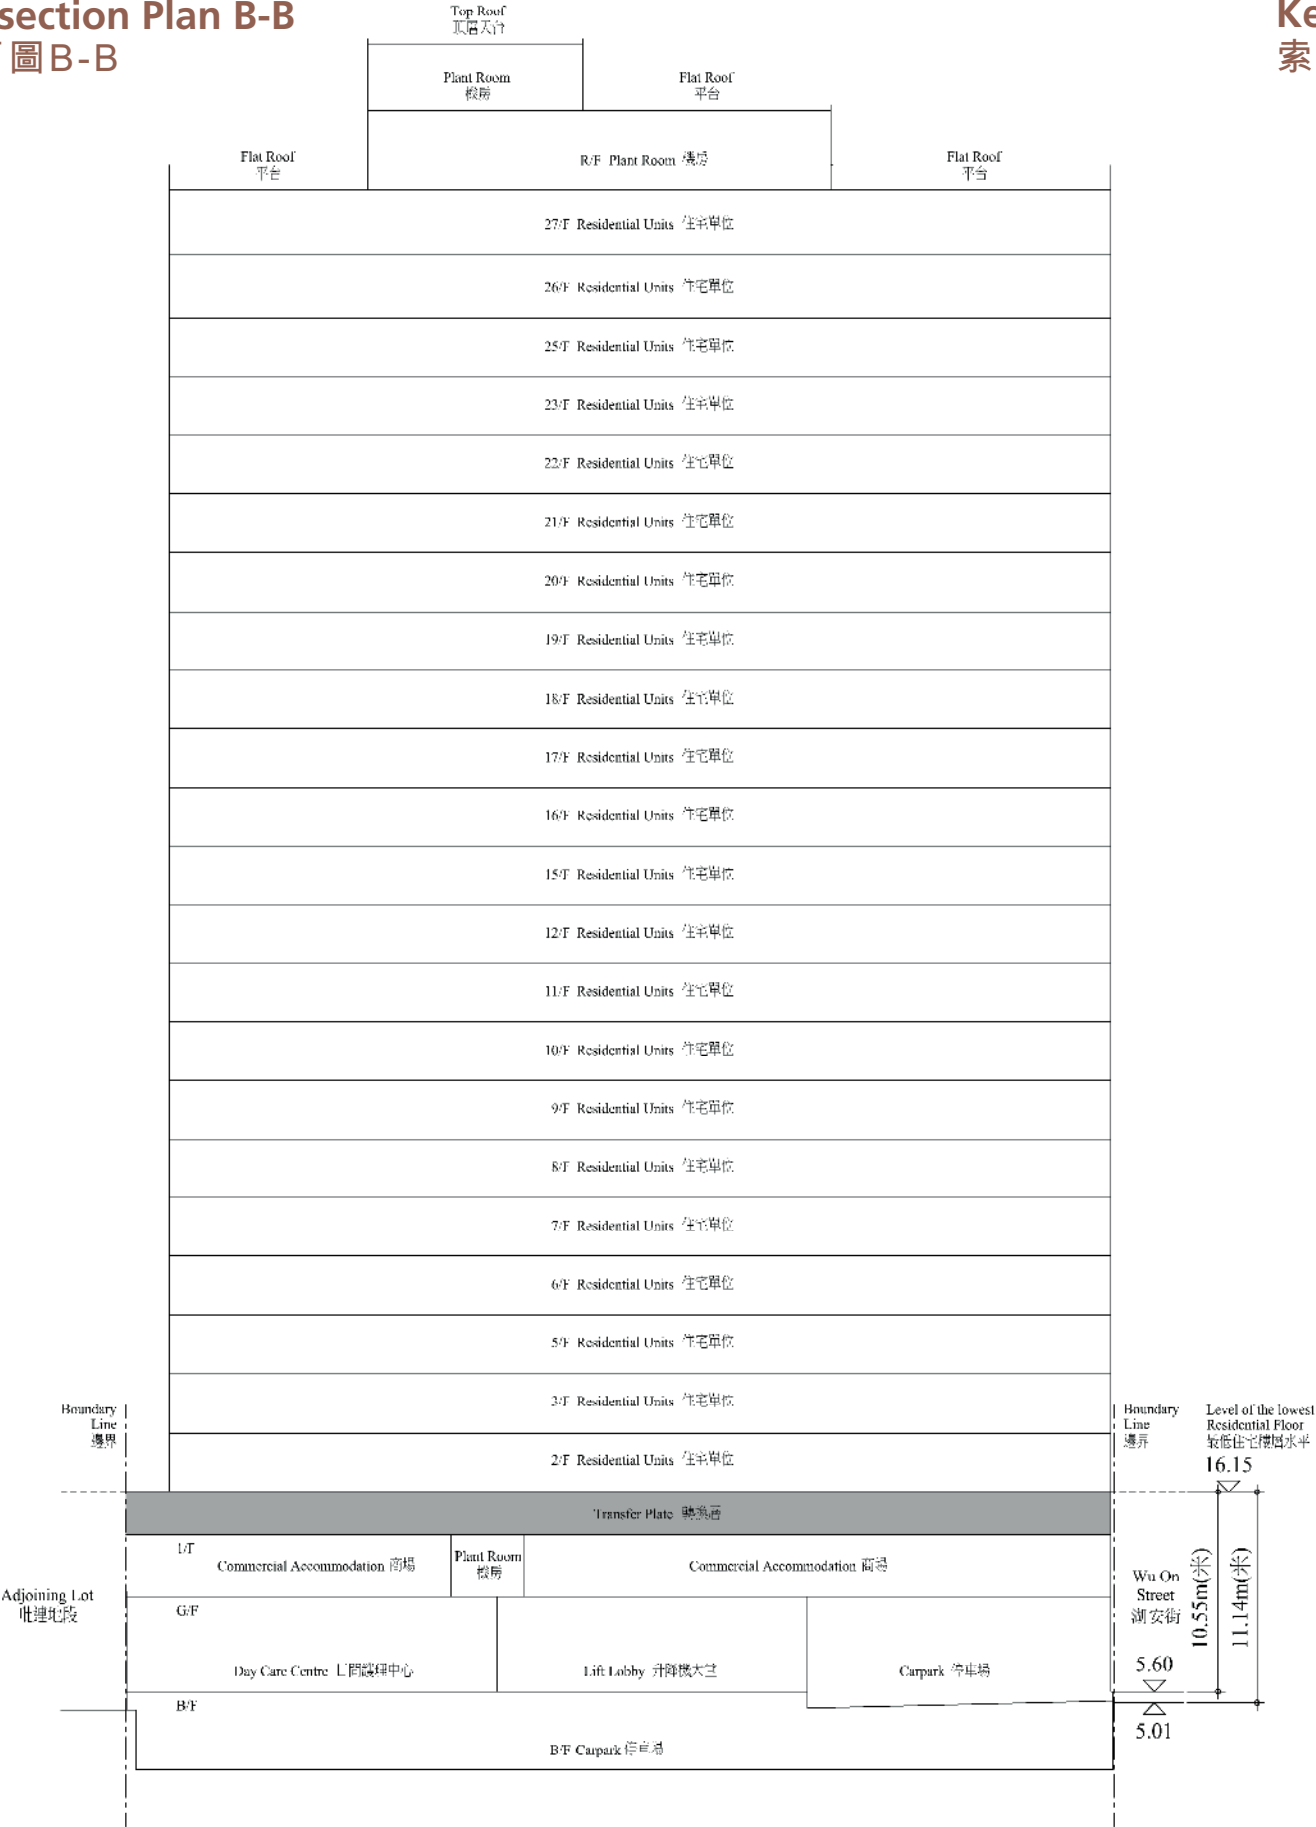 section Plan B-B
圖B-B
Ke
索
Top Roof
頂層天台
Plant Room
機房
Flat Roof
平台
Flat Roof
平台
R/F Plant Room 機房
Flat Roof
平台
27/F Residential Units 住宅單位
26/F Residential Units 住宅單位
25/F Residential Units 住宅單位
23/F Residential Units 住宅單位
22/F Residential Units 住宅單位
21/F Residential Units 住宅單位
20/F Residential Units 住宅單位
19/F Residential Units 住宅單位
18/F Residential Units 住宅單位
17/F Residential Units 住宅單位
16/F Residential Units 住宅單位
15/F Residential Units 住宅單位
12/F Residential Units 住宅單位
11/F Residential Units 住宅單位
10/F Residential Units 住宅單位
9/F Residential Units 住宅單位
8/F Residential Units 住宅單位
7/F Residential Units 住宅單位
6/F Residential Units 住宅單位
5/F Residential Units 住宅單位
3/F Residential Units 住宅單位
2/F Residential Units 住宅單位
Boundary
Line
邊界
Boundary
Line
邊界
Level of the lowest
Residential Floor
最低住宅樓層水平
16.15
Transfer Plate 轉換層
1/F
Commercial Accommodation 商場
Plant Room
機房
Commercial Accommodation 商場
Adjoining Lot
毗連地段
G/F
Day Care Centre 日間護理中心
Lift Lobby 升降機大堂
Carpark 停車場
Wu On
Street
湖安街
10.55m(米)
11.14m(米)
5.60
5.01
B/F
B/F Carpark 停車場